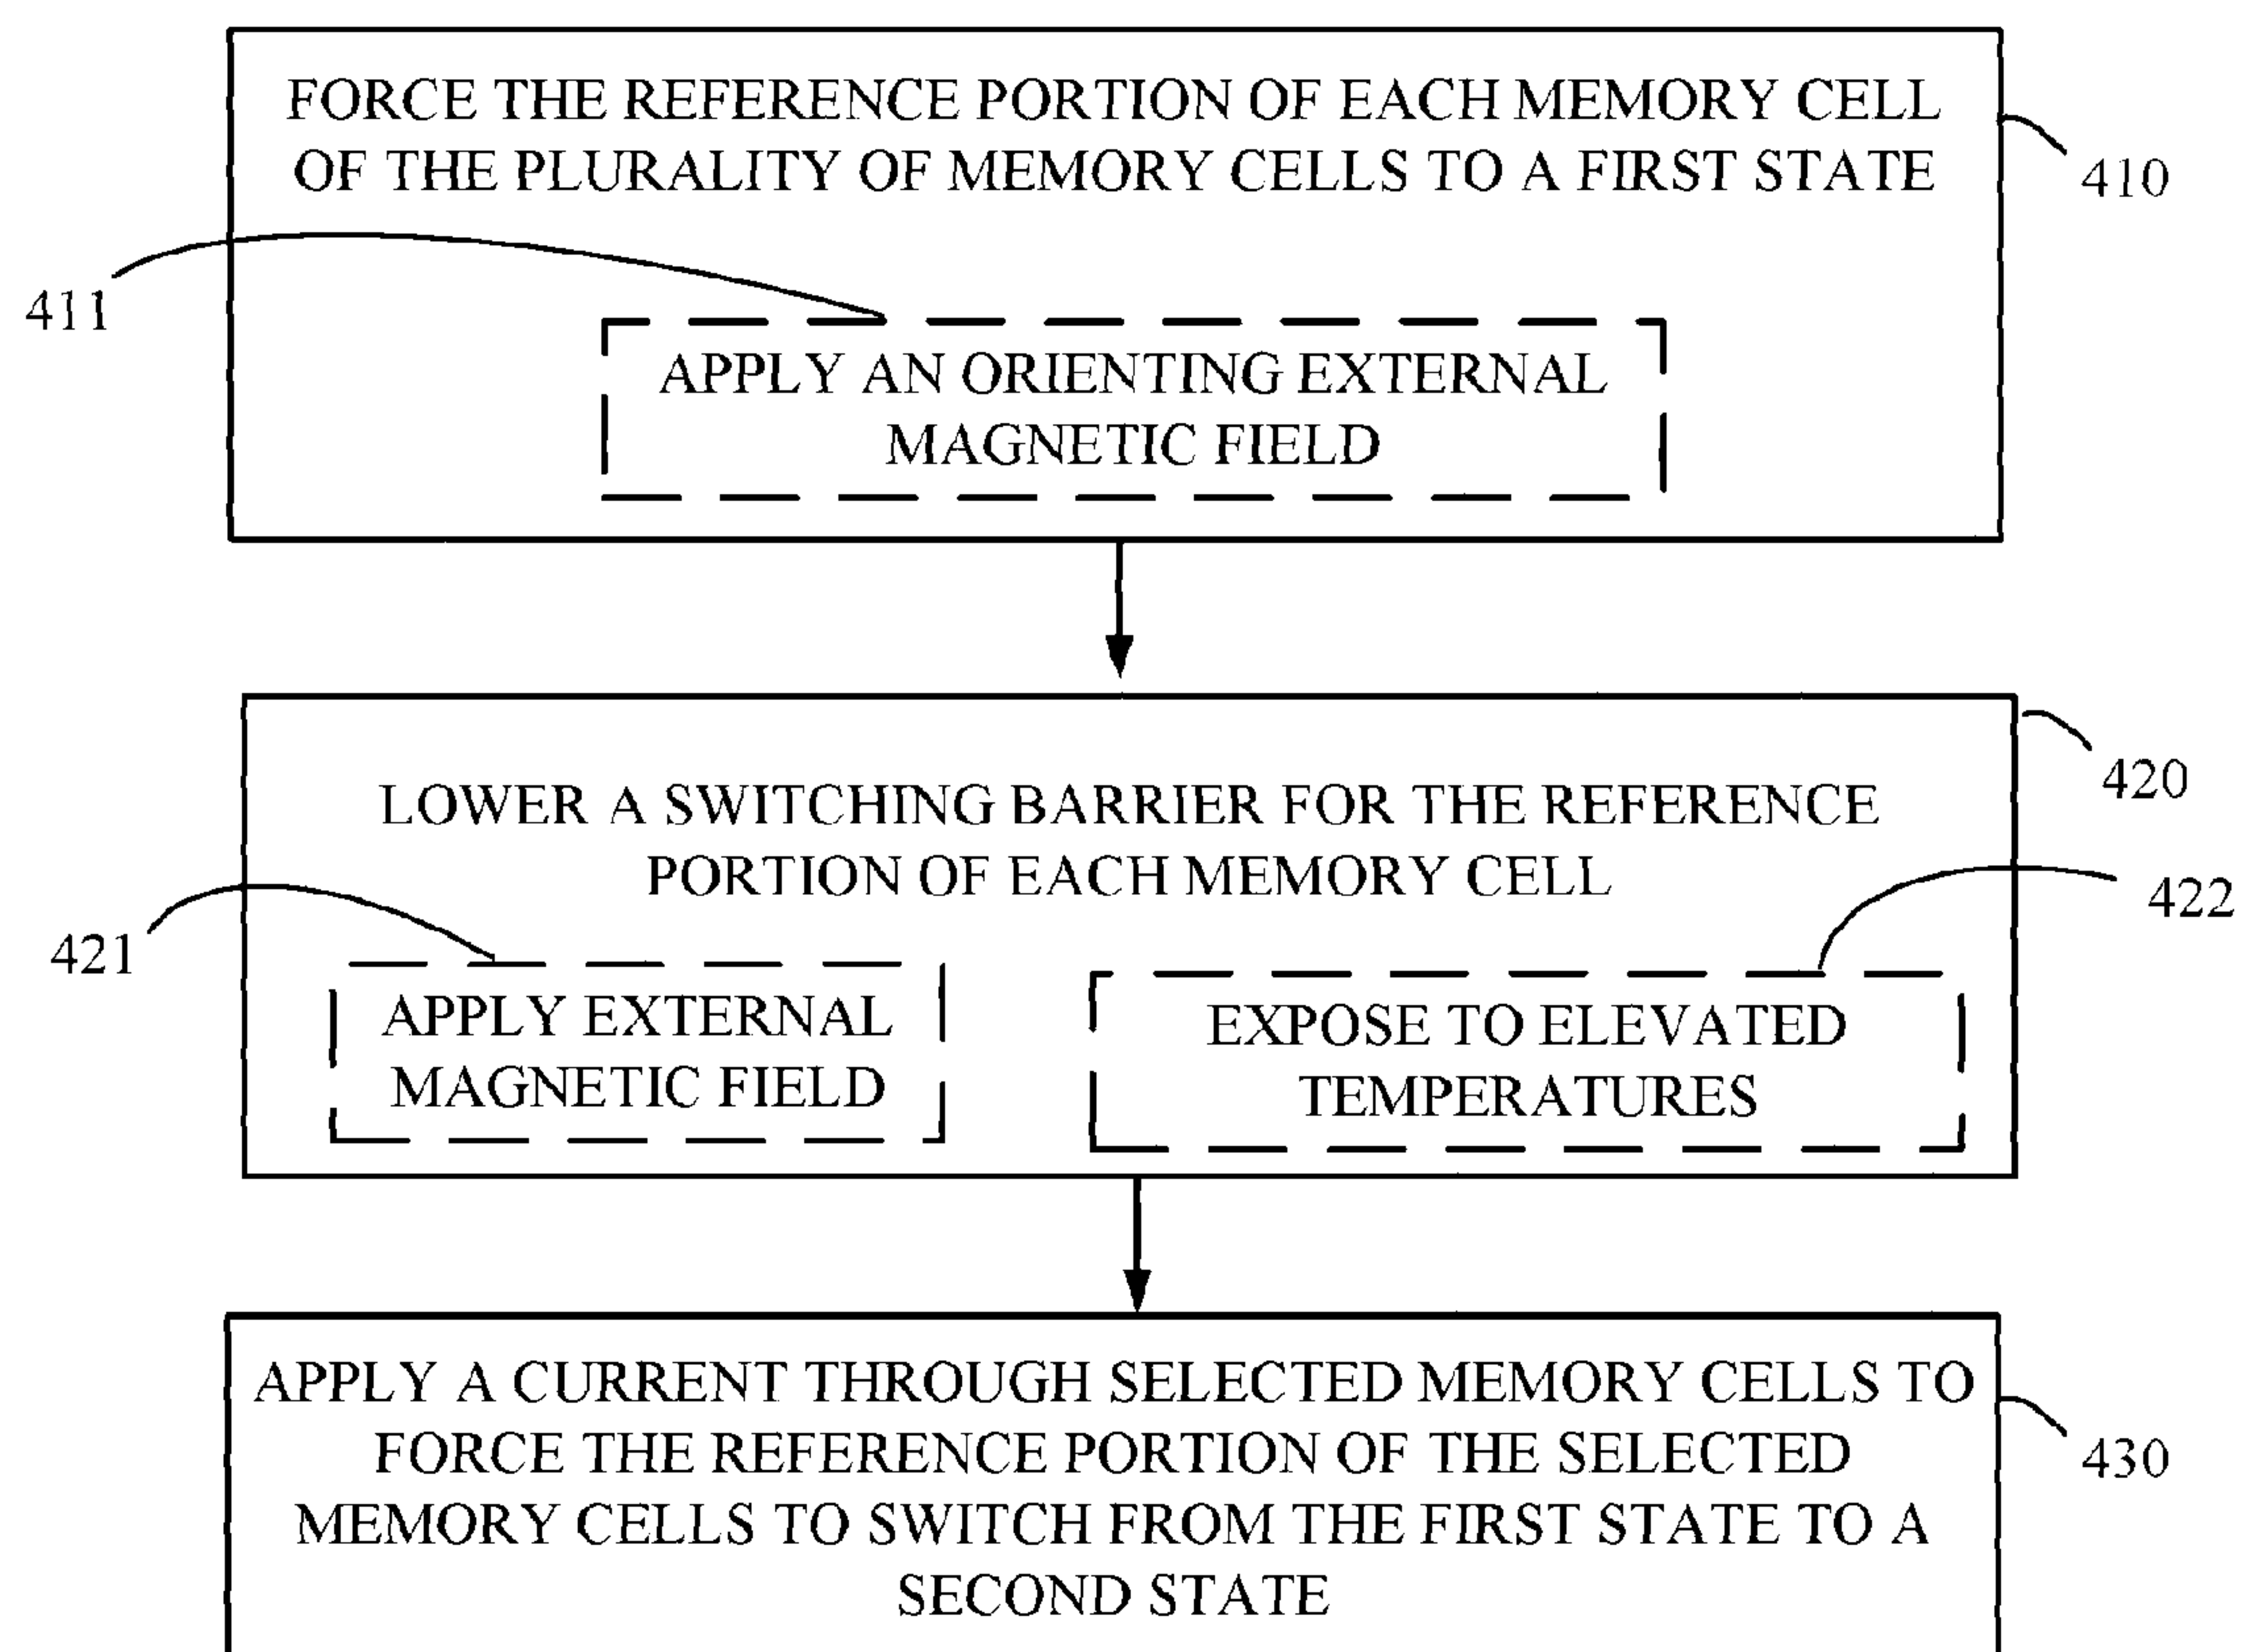 FORCE THE REFERENCE PORTION OF EACH MEMORY CELL
OF THE PLURALITY OF MEMORY CELLS TO A FIRST STATE
410
411
APPLY AN ORIENTING EXTERNAL
MAGNETIC FIELD
420
LOWER A SWITCHING BARRIER FOR THE REFERENCE
PORTION OF EACH MEMORY CELL
422
421
APPLY EXTERNAL
MAGNETIC FIELD
EXPOSE TO ELEVATED
TEMPERATURES
APPLY A CURRENT THROUGH SELECTED MEMORY CELLS TO
FORCE THE REFERENCE PORTION OF THE SELECTED
MEMORY CELLS TO SWITCH FROM THE FIRST STATE TO A
SECOND STATE
430